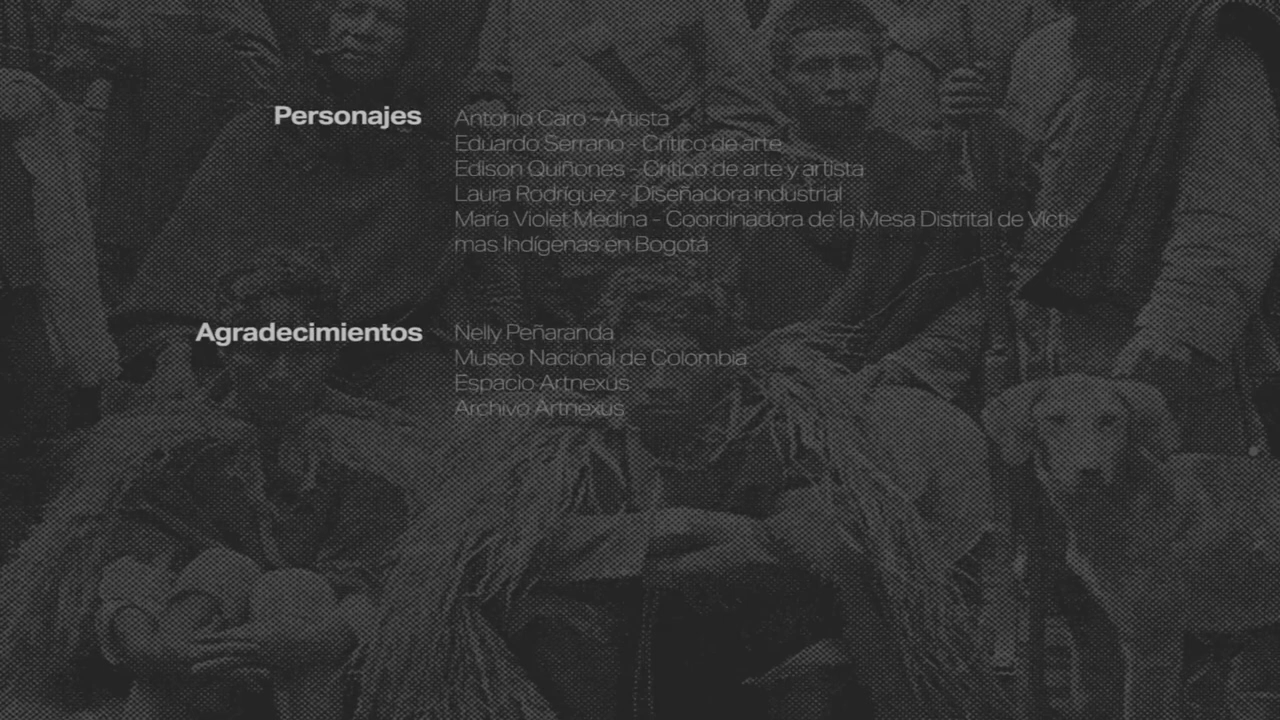 Personajes
Antonio Caro - Artista
Eduardo Serrano - Crítico de arte
Edison Quiñones - Crítico de arte y artista
Laura Rodríguez - Diseñadora industrial
María Violet Medina - Coordinadora de la Mesa Distrital de Vícti-
mas Indígenas en Bogotá
Agradecimientos
Nelly Peñaranda
Museo Nacional de Colombia
Espacio Artnexus
Archivo Artnexus